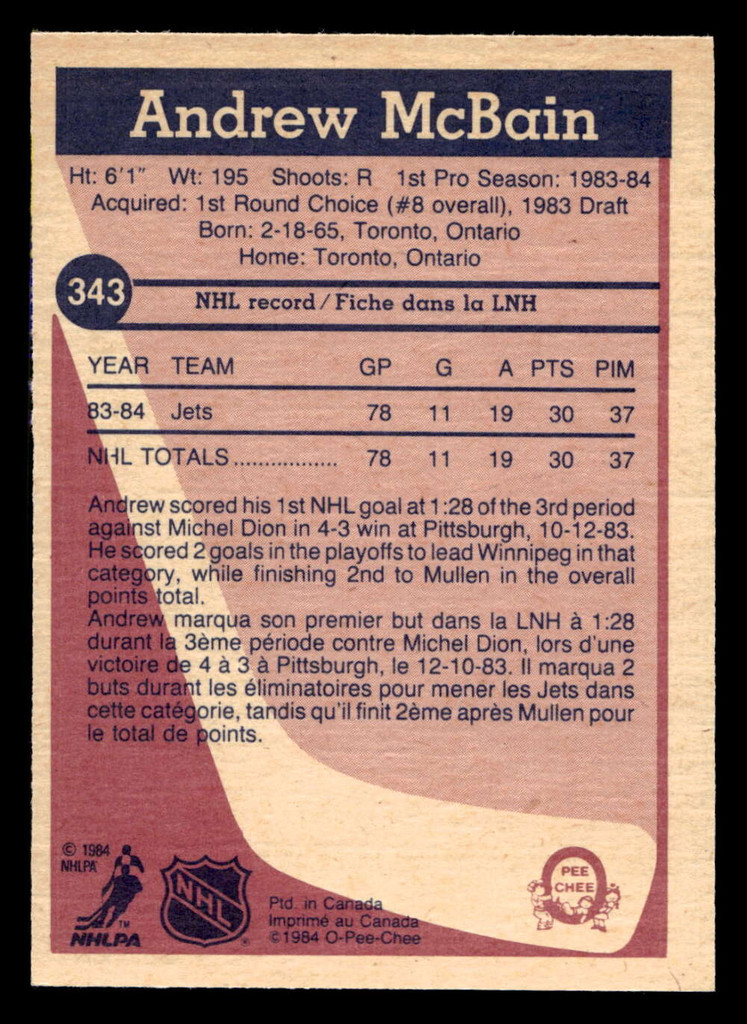 Andrew McBain
Ht: 6'1" Wt: 195 Shoots: R 1st Pro Season: 1983-84
Acquired: 1st Round Choice (#8 overall), 1983 Draft
Born: 2-18-65, Toronto, Ontario
Home: Toronto, Ontario
343
NHL record / Fiche dans la LNH
YEAR TEAM GP G A PTS PIM
83-84 Jets 78 11 19 30 37
NHL TOTALS................. 78 11 19 30 37
Andrew scored his 1st NHL goal at 1:28 of the 3rd period
against Michel Dion in 4-3 win at Pittsburgh, 10-12-83.
He scored 2 goals in the playoffs to lead Winnipeg in that
category, while finishing 2nd to Mullen in the overall
points total.
Andrew marqua son premier but dans la LNH à 1:28
durant la 3ème période contre Michel Dion, lors d'une
victoire de 4 à 3 à Pittsburgh, le 12-10-83. Il marqua 2
buts durant les éliminatoires pour mener les Jets dans
cette catégorie, tandis qu'il finit 2ème après Mullen pour
le total de points.
© 1984
NHLPA
TM
NHLPA
NHL
®
Ptd. in Canada
Imprimé au Canada
©1984 O-Pee-Chee
O
PEE
CHEE